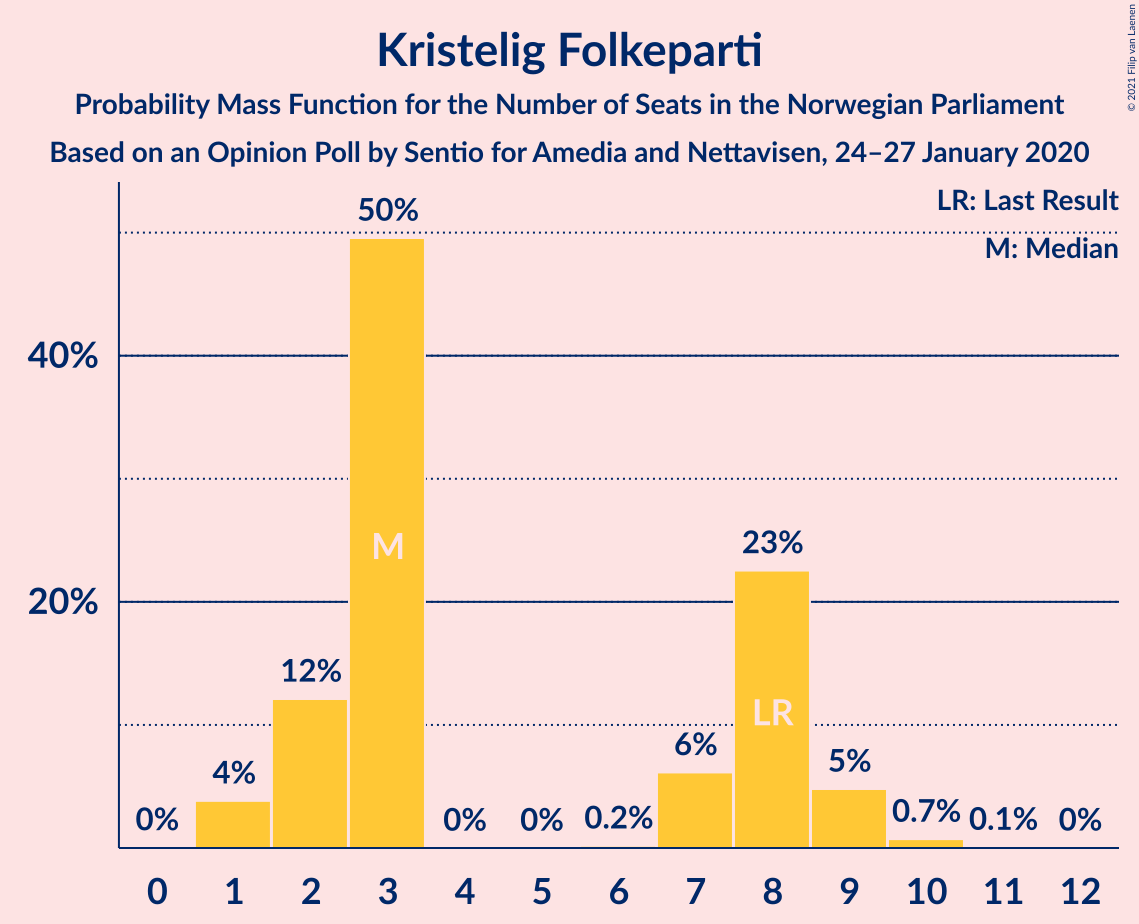 Kristelig Folkeparti
Probability Mass Function for the Number of Seats in the Norwegian Parliament
Based on an Opinion Poll by Sentio for Amedia and Nettavisen, 24–27 January 2020
© 2021 Filip van Laenen
LR: Last Result
M: Median
50%
40%
M
23%
20%
12%
LR
6%
5%
4%
0%
0%
0%
0.2%
0.7%
0.1%
0%
0 1 2 3 4 5 6 7 8 9 10 11 12